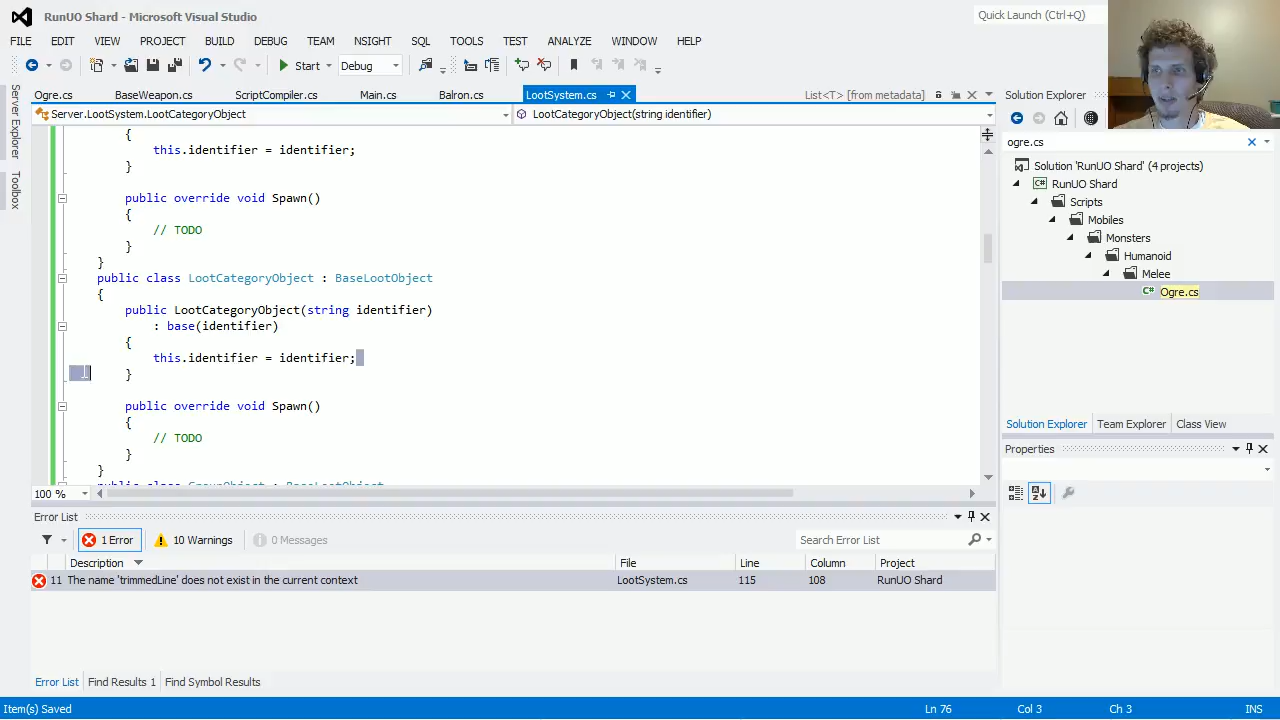 RunUO Shard - Microsoft Visual Studio
Quick Launch (Ctrl+Q)
FILE EDIT VIEW PROJECT BUILD DEBUG TEAM NSIGHT SQL TOOLS TEST ANALYZE WINDOW HELP
Start Debug
Server Explorer
Toolbox
Ogre.cs BaseWeapon.cs ScriptCompiler.cs Main.cs Balron.cs LootSystem.cs List<T> [from metadata]
Server.LootSystem.LootCategoryObject LootCategoryObject(string identifier)
{
this.identifier = identifier;
}
public override void Spawn()
{
// TODO
}
}
public class LootCategoryObject : BaseLootObject
{
public LootCategoryObject(string identifier)
: base(identifier)
{
this.identifier = identifier;
}
public override void Spawn()
{
// TODO
}
}
public class GroupObject : BaseLootObject
100 %
Solution Explorer
ogre.cs
Solution 'RunUO Shard' (4 projects)
RunUO Shard
Scripts
Mobiles
Monsters
Humanoid
Melee
Ogre.cs
Solution Explorer Team Explorer Class View
Properties
Error List
1 Error 10 Warnings 0 Messages Search Error List
Description File Line Column Project
11 The name 'trimmedLine' does not exist in the current context LootSystem.cs 115 108 RunUO Shard
Error List Find Results 1 Find Symbol Results
Item(s) Saved Ln 76 Col 3 Ch 3 INS